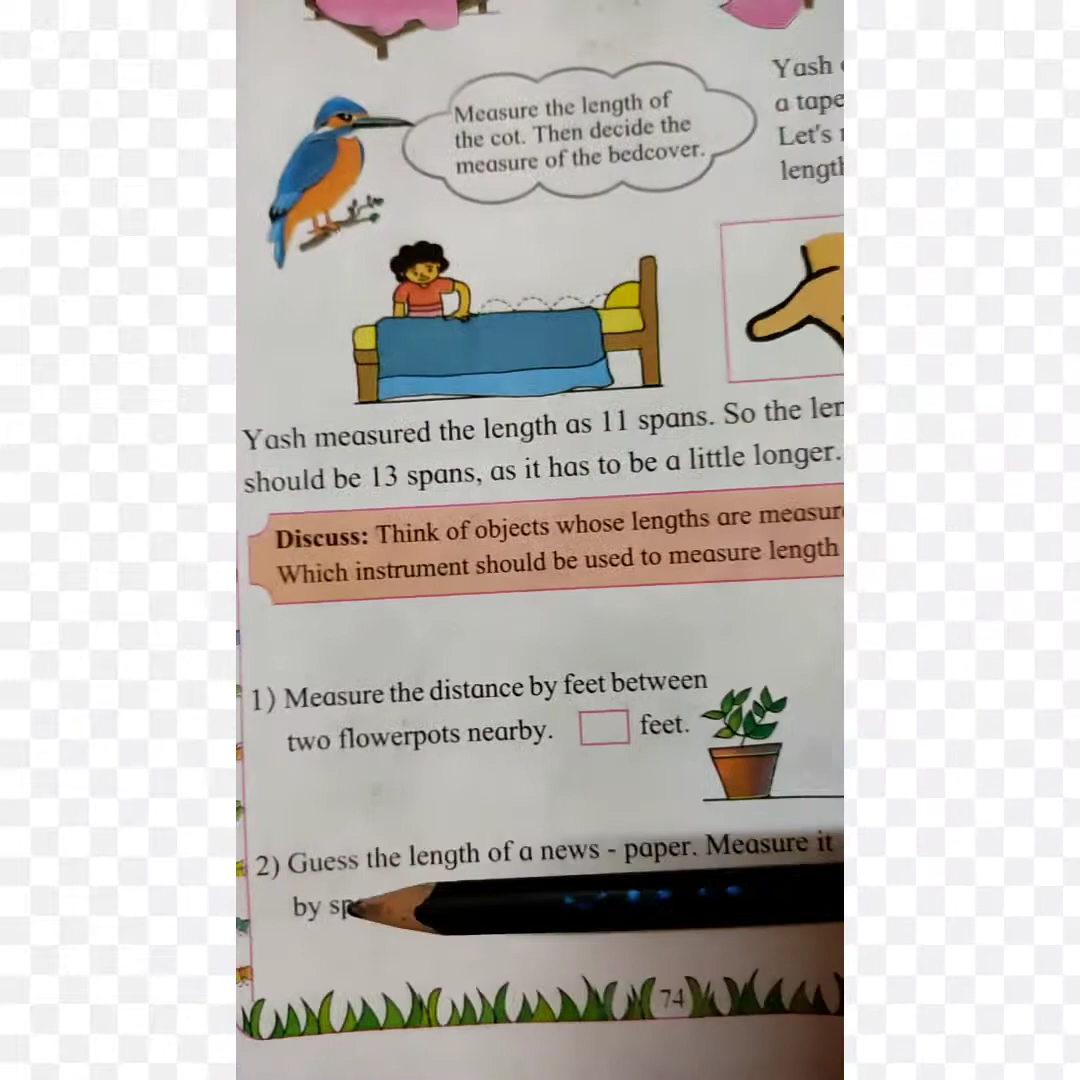 Measure the length of
the cot. Then decide the
measure of the bedcover.
Yash
a tape
Let's
Yash measured the length as 11 spans. So the
should be 13 spans, as it has to be a little longer.
Discuss: Think of objects whose lengths are
Which instrument should be used to measure length
1) Measure the distance by feet between
two flowerpots nearby. feet.
2) Guess the length of a news - paper. Measure it
by
74